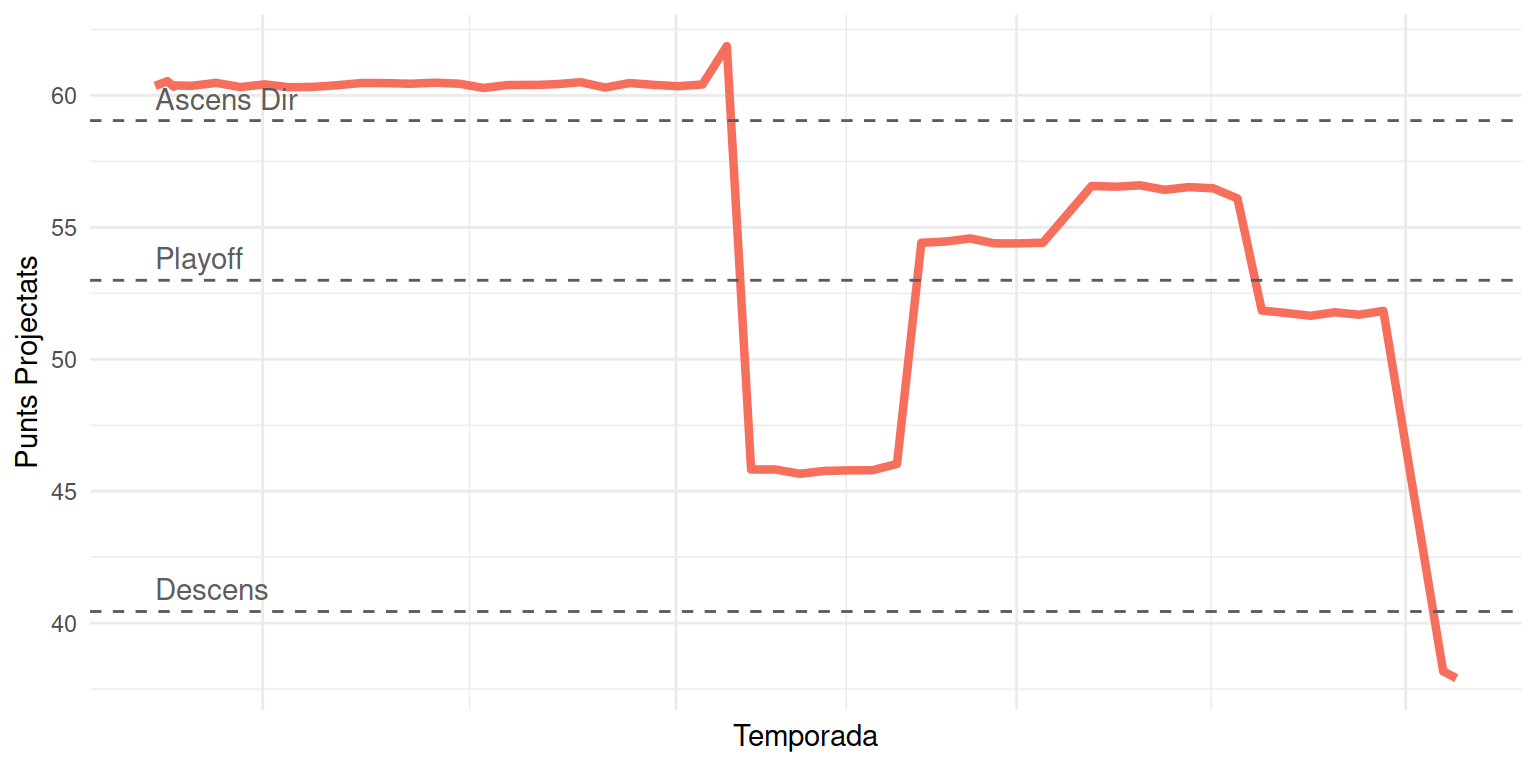 60
Ascens Dir
55
Playoff
50
45
Descens
40
Punts Projectats
Temporada